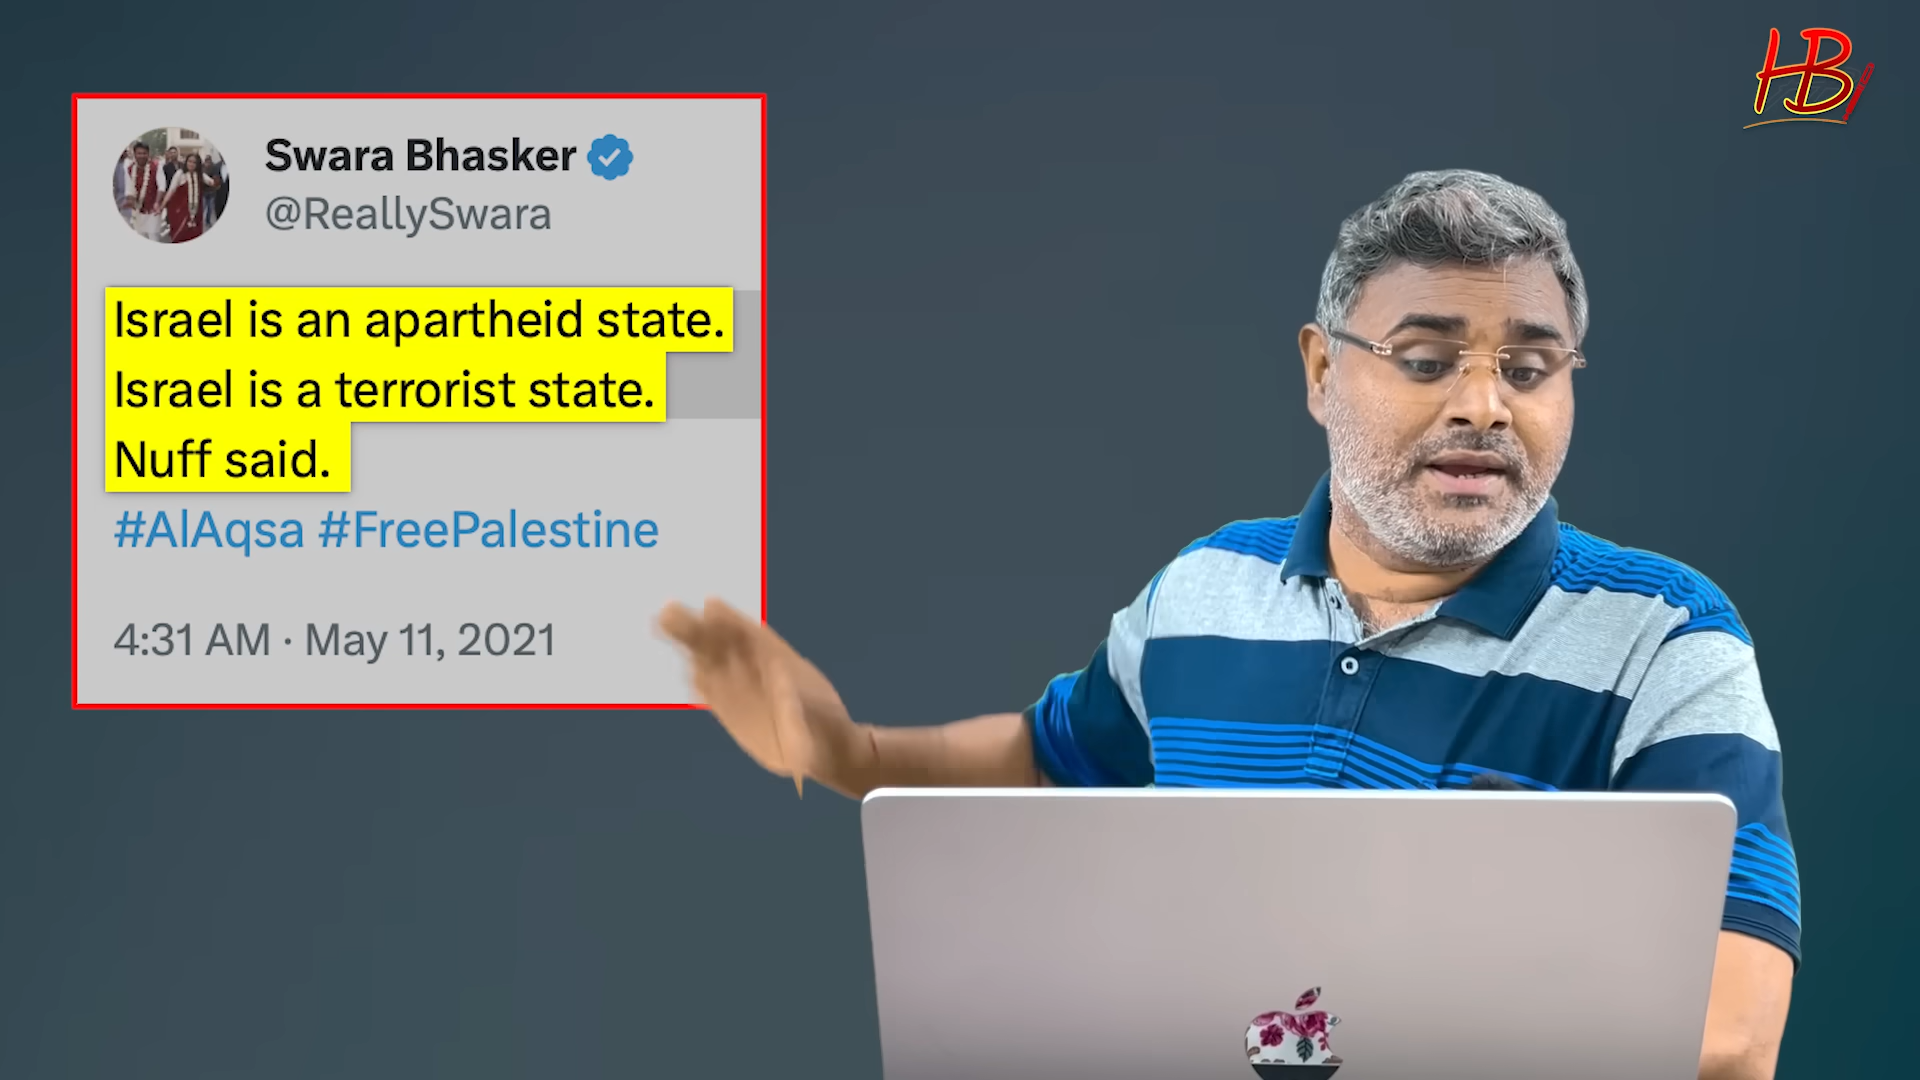 HB
Swara Bhasker
@ReallySwara
Israel is an apartheid state.
Israel is a terrorist state.
Nuff said.
#AlAqsa #FreePalestine
4:31 AM · May 11, 2021